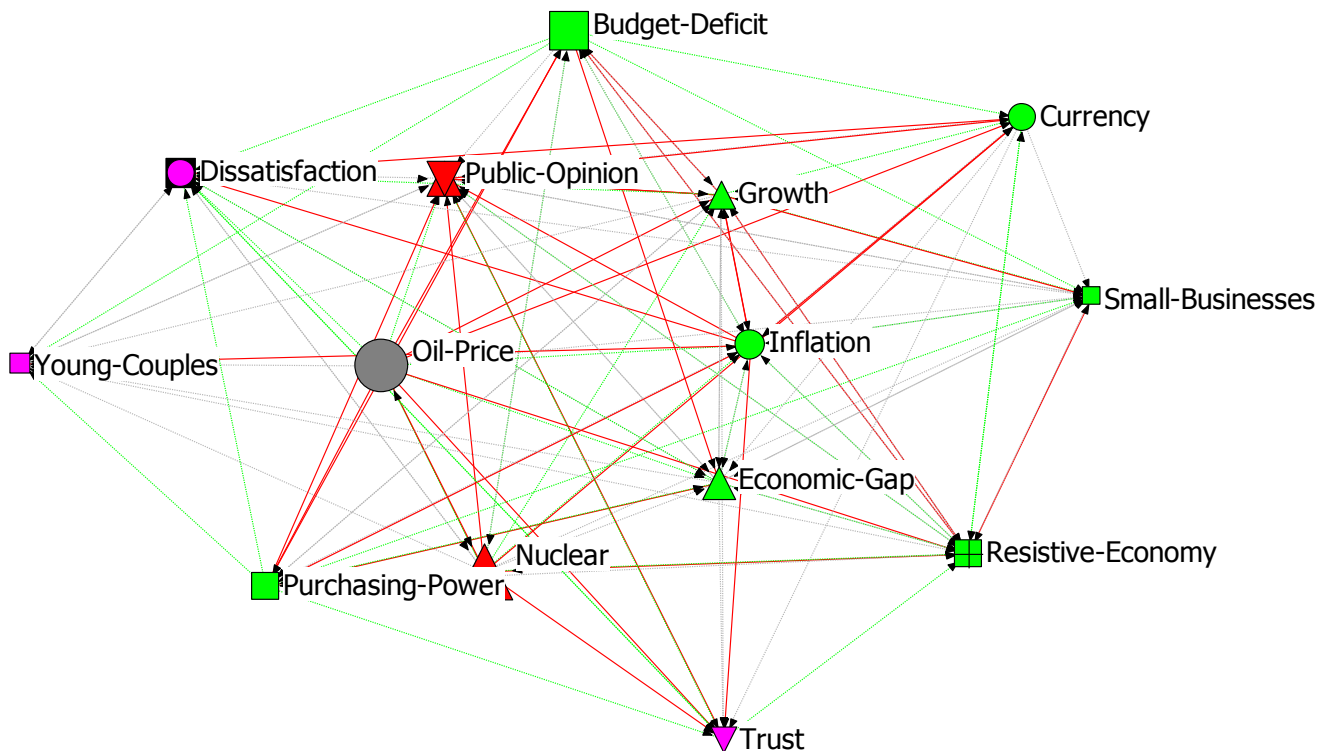 Budget-Deficit
Currency
Dissatisfaction
Public-Opinion
Growth
Small-Businesses
Inflation
Oil-Price
Young-Couples
Economic-Gap
Nuclear
Resistive-Economy
Purchasing-Power
Trust